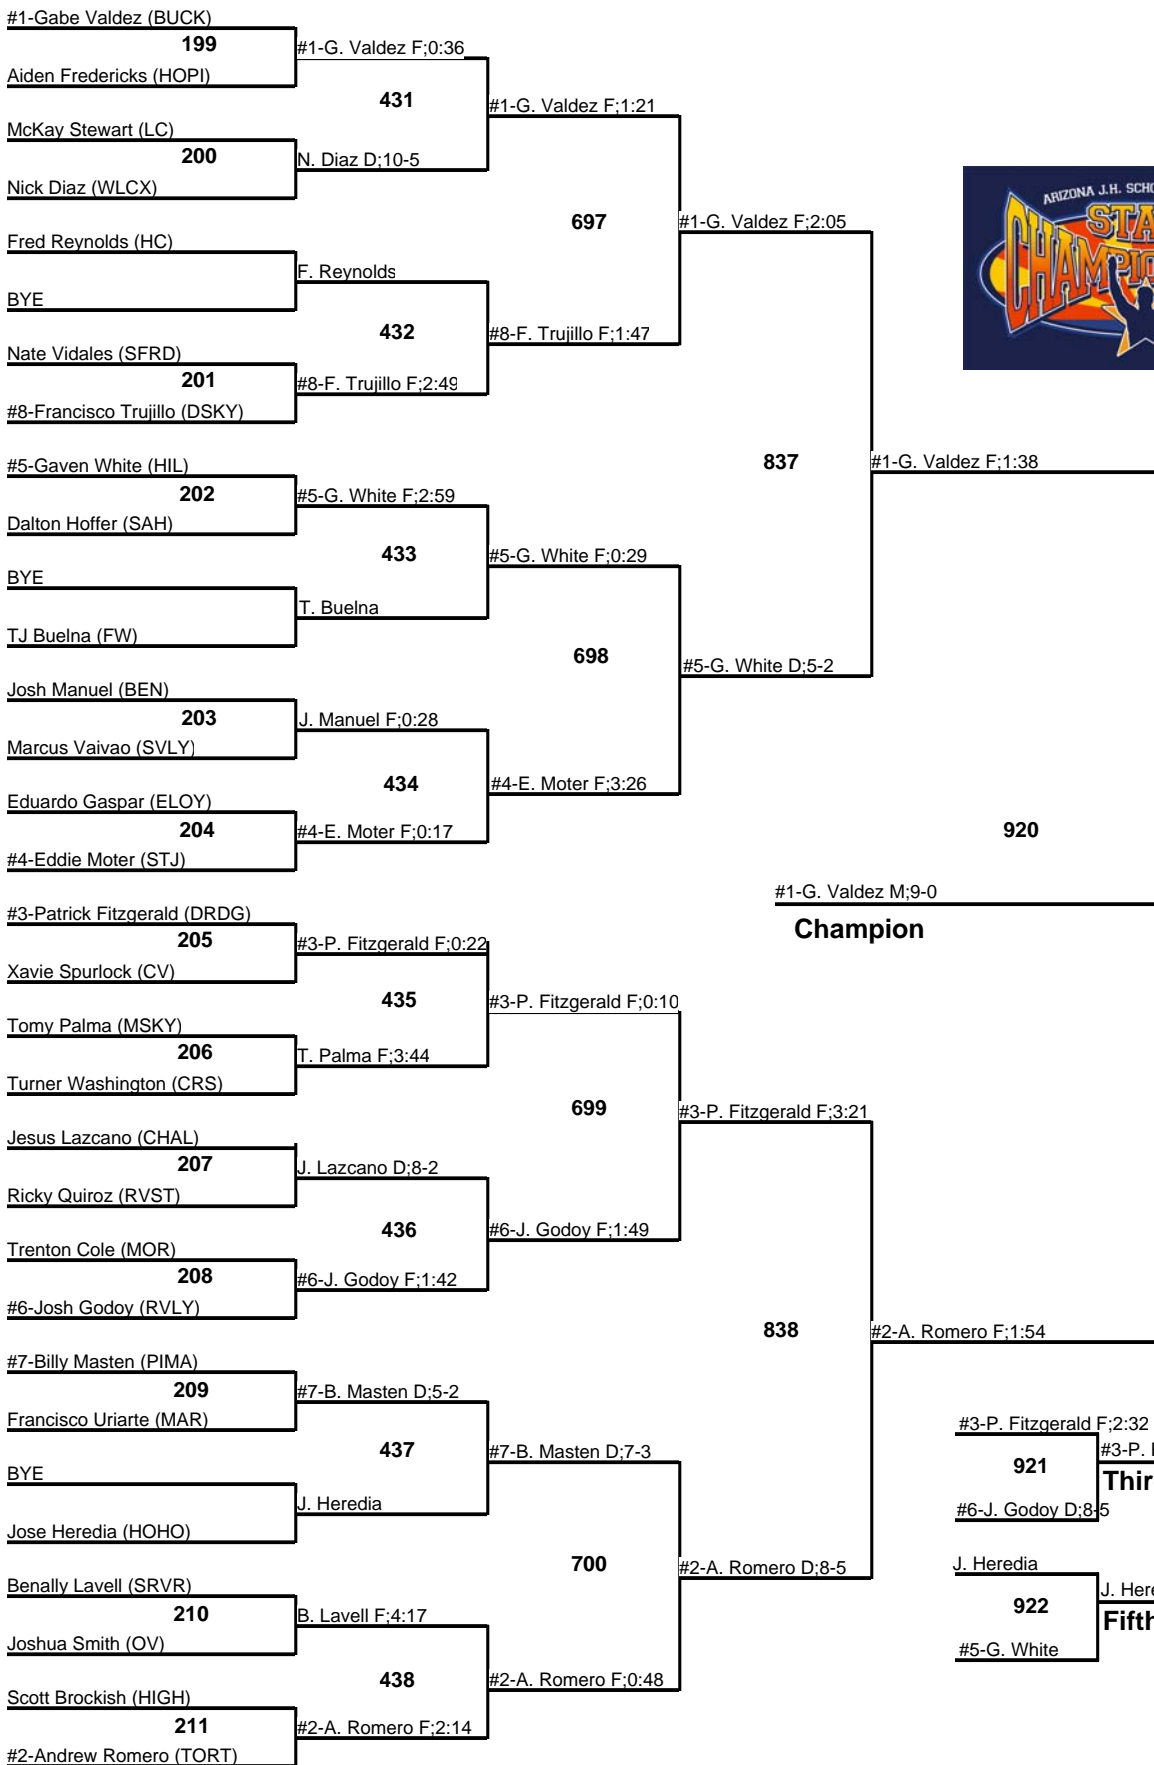 #1-Gabe Valdez (BUCK)
199
#1-G. Valdez F;0:36
Aiden Fredericks (HOPI)
431
#1-G. Valdez F;1:21
McKay Stewart (LC)
200
N. Diaz D;10-5
Nick Diaz (WLCX)
697
#1-G. Valdez F;2:05
Fred Reynolds (HC)
F. Reynolds
BYE
432
#8-F. Trujillo F;1:47
Nate Vidales (SFRD)
201
#8-F. Trujillo F;2:49
#8-Francisco Trujillo (DSKY)
837
#1-G. Valdez F;1:38
#5-Gaven White (HIL)
202
#5-G. White F;2:59
Dalton Hoffer (SAH)
433
#5-G. White F;0:29
BYE
T. Buelna
TJ Buelna (FW)
698
#5-G. White D;5-2
Josh Manuel (BEN)
203
J. Manuel F;0:28
Marcus Vaivao (SVLY)
434
#4-E. Moter F;3:26
Eduardo Gaspar (ELOY)
204
#4-E. Moter F;0:17
#4-Eddie Moter (STJ)
920
#1-G. Valdez M;9-0
Champion
#3-Patrick Fitzgerald (DRDG)
205
#3-P. Fitzgerald F;0:22
Xavie Spurlock (CV)
435
#3-P. Fitzgerald F;0:10
Tomy Palma (MSKY)
206
T. Palma F;3:44
Turner Washington (CRS)
699
#3-P. Fitzgerald F;3:21
Jesus Lazcano (CHAL)
207
J. Lazcano D;8-2
Ricky Quiroz (RVST)
436
#6-J. Godoy F;1:49
Trenton Cole (MOR)
208
#6-J. Godoy F;1:42
#6-Josh Godoy (RVLY)
838
#2-A. Romero F;1:54
#7-Billy Masten (PIMA)
209
#7-B. Masten D;5-2
Francisco Uriarte (MAR)
437
#7-B. Masten D;7-3
BYE
J. Heredia
Jose Heredia (HOHO)
700
#2-A. Romero D;8-5
Benally Lavell (SRVR)
210
B. Lavell F;4:17
Joshua Smith (OV)
438
#2-A. Romero F;0:48
Scott Brockish (HIGH)
211
#2-A. Romero F;2:14
#2-Andrew Romero (TORT)
#3-P. Fitzgerald F;2:32
921
#3-P.
Thir
#6-J. Godoy D;8-5
J. Heredia
922
J. Here
Fifth
#5-G. White
ARIZONA J.H. SCHO
STA
CHAMPIO